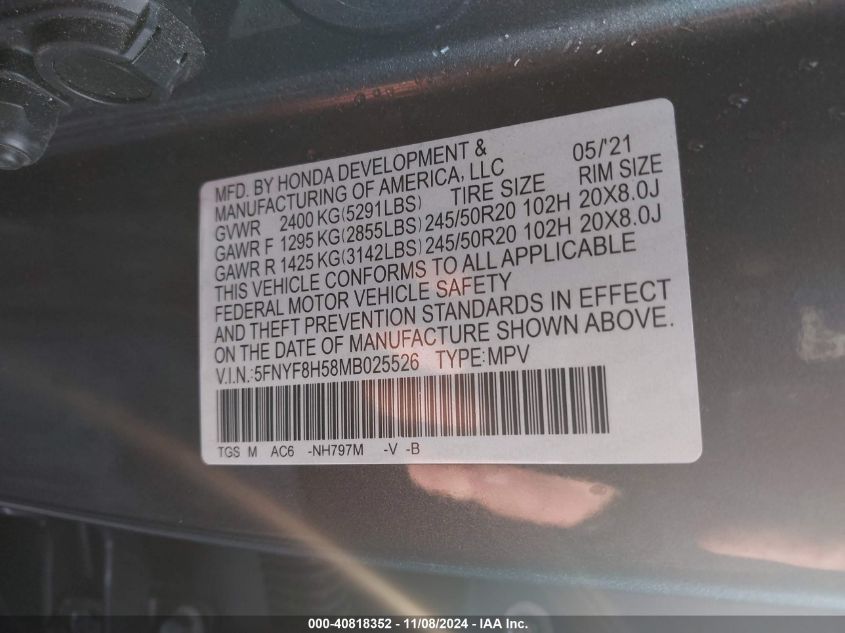 MFD. BY HONDA DEVELOPMENT & 05/'21
MANUFACTURING OF AMERICA, LLC
GVWR 2400 KG(5291LBS) TIRE SIZE RIM SIZE
GAWR F 1295 KG(2855LBS) 245/50R20 102H 20X8.0J
GAWR R 1425 KG(3142LBS) 245/50R20 102H 20X8.0J
THIS VEHICLE CONFORMS TO ALL APPLICABLE
FEDERAL MOTOR VEHICLE SAFETY
AND THEFT PREVENTION STANDARDS IN EFFECT
ON THE DATE OF MANUFACTURE SHOWN ABOVE.
V.I.N.:5FNYF8H58MB025526 TYPE:MPV
TGS M AC6 -NH797M -V -B
000-40818352 - 11/08/2024 - IAA Inc.